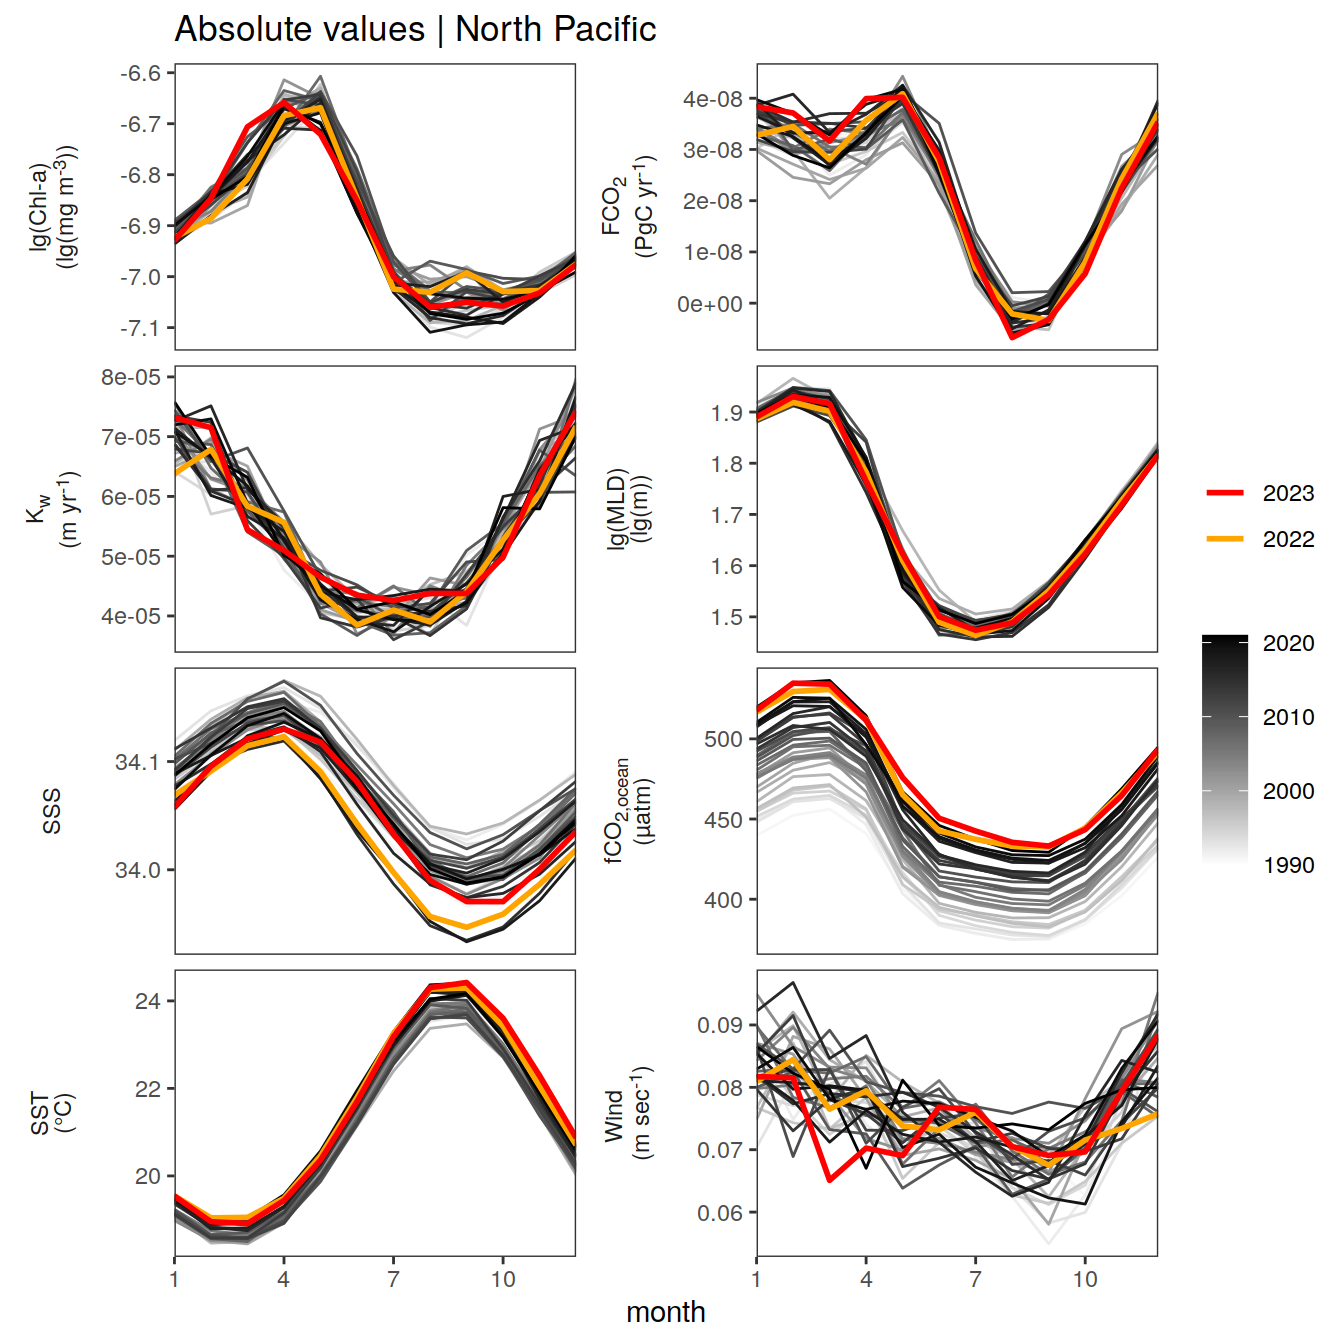 Absolute values | North Pacific
lg(Chl-a)
(lg(mg m⁻³))
-6.6
-6.7
-6.8
-6.9
-7.0
-7.1
FCO₂
(PgC yr⁻¹)
4e-08
3e-08
2e-08
1e-08
0e+00
K_w
(m yr⁻¹)
8e-05
7e-05
6e-05
5e-05
4e-05
lg(MLD)
(lg(m))
1.9
1.8
1.7
1.6
1.5
SSS
34.1
34.0
fCO₂,ocean
(µatm)
500
450
400
SST
(°C)
24
22
20
Wind
(m sec⁻¹)
0.09
0.08
0.07
0.06
1 4 7 10
1 4 7 10
month
2023
2022
2020
2010
2000
1990